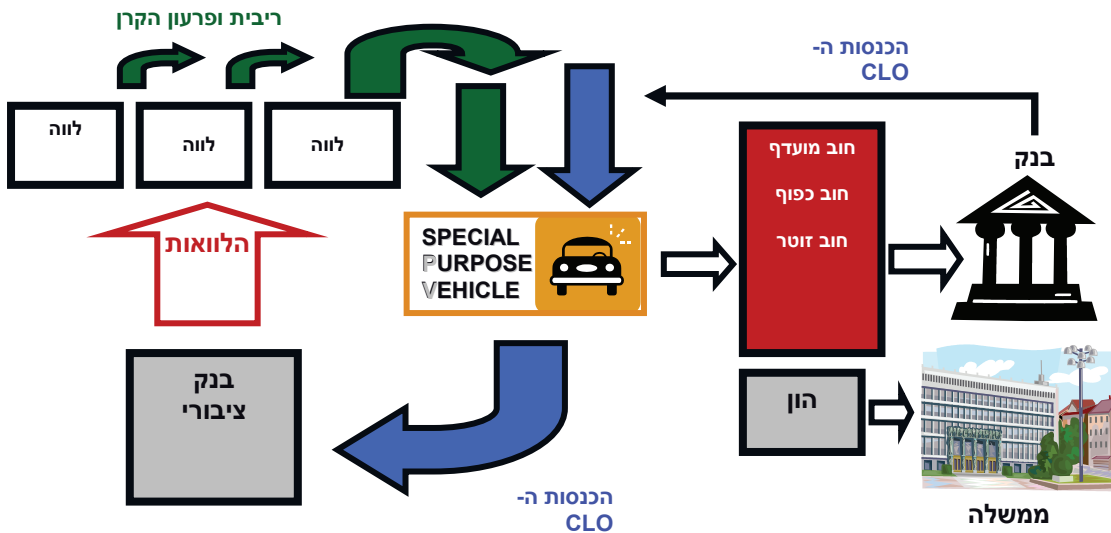 ריבית ופרעון הקרן
הכנסות ה-
CLO
לווה
לווה
לווה
חוב מועדף
חוב כפוף
חוב זוטר
בנק
הלוואות
SPECIAL
PURPOSE
VEHICLE
בנק
ציבורי
הון
הכנסות ה-
CLO
ממשלה